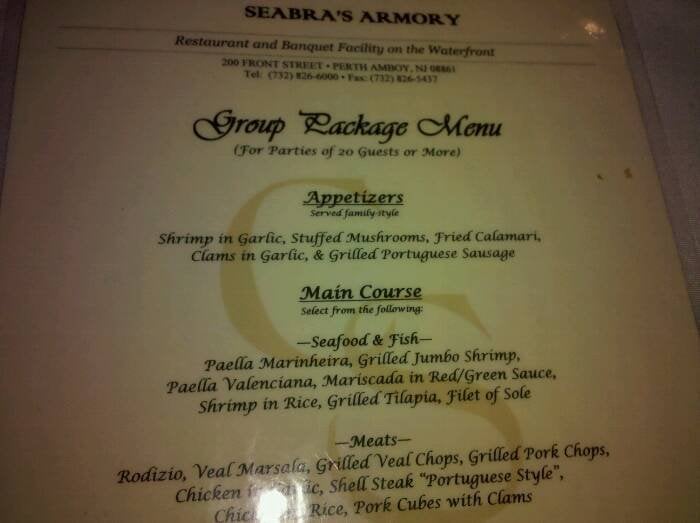 SEABRA'S ARMORY
Restaurant and Banquet Facility on the Waterfront
200 FRONT STREET • PERTH AMBOY, NJ 08861
Tel: (732) 826-6000 • Fax: (732) 826-5437
Group Package Menu
(For Parties of 20 Guests or More)
Appetizers
Served family-style
Shrimp in Garlic, Stuffed Mushrooms, Fried Calamari,
Clams in Garlic, & Grilled Portuguese Sausage
Main Course
Select from the following:
—Seafood & Fish—
Paella Marinheira, Grilled Jumbo Shrimp,
Paella Valenciana, Mariscada in Red/Green Sauce,
Shrimp in Rice, Grilled Tilapia, Filet of Sole
—Meats—
Rodizio, Veal Marsala, Grilled Veal Chops, Grilled Pork Chops,
Chicken in Garlic, Shell Steak "Portuguese Style",
Rice, Pork Cubes with Clams